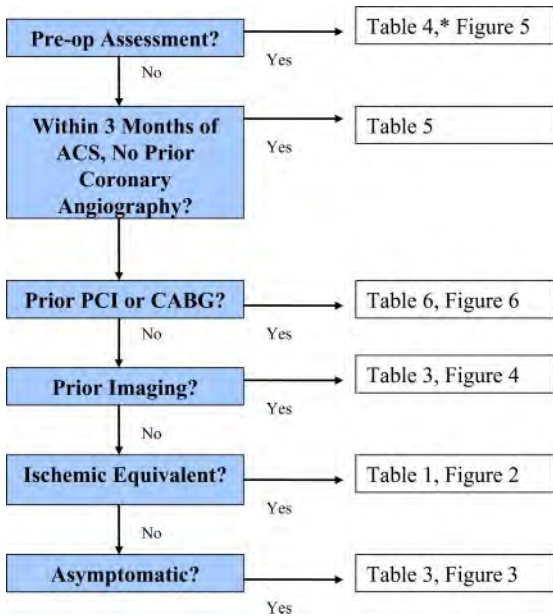 Pre-op Assessment?
Yes
Table 4,* Figure 5
No
Within 3 Months of
ACS, No Prior
Coronary
Angiography?
Yes
Table 5
Prior PCI or CABG?
Yes
Table 6, Figure 6
No
Prior Imaging?
Yes
Table 3, Figure 4
No
Ischemic Equivalent?
Yes
Table 1, Figure 2
No
Asymptomatic?
Yes
Table 3, Figure 3